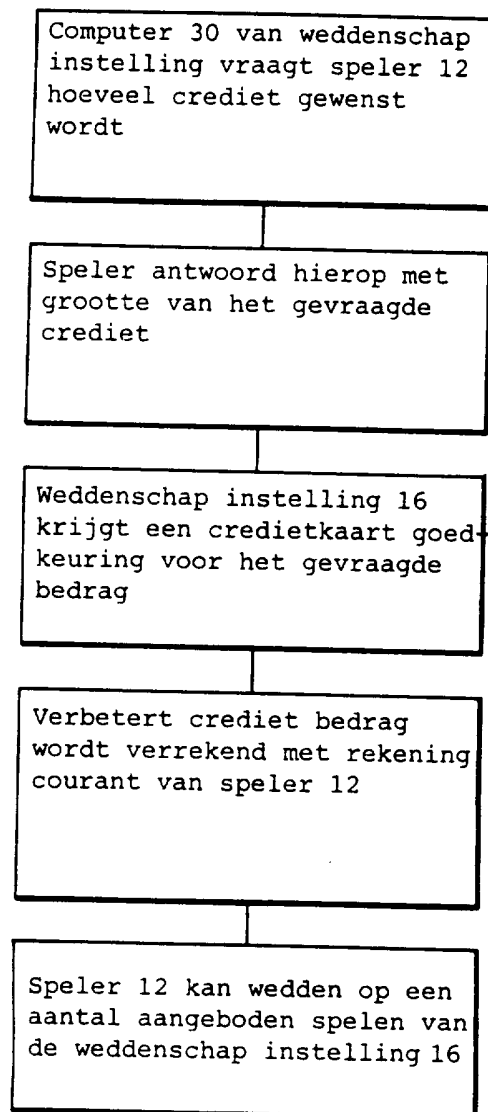 Computer 30 van weddenschap
instelling vraagt speler 12
hoeveel crediet gewenst
wordt
Speler antwoord hierop met
grootte van het gevraagde
crediet
Weddenschap instelling 16
krijgt een credietkaart goed-
keuring voor het gevraagde
bedrag
Verbetert crediet bedrag
wordt verrekend met rekening
courant van speler 12
Speler 12 kan wedden op een
aantal aangeboden spelen van
de weddenschap instelling 16